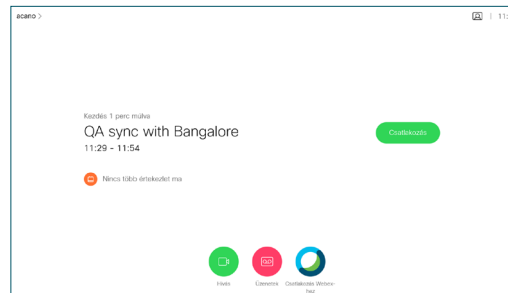 acano
11:
Kezdés 1 perc múlva
QA sync with Bangalore
11:29 - 11:54
Csatlakozás
Nincs több értekezlet ma
Hívás
Üzenetek
Csatlakozás Webex-
hez